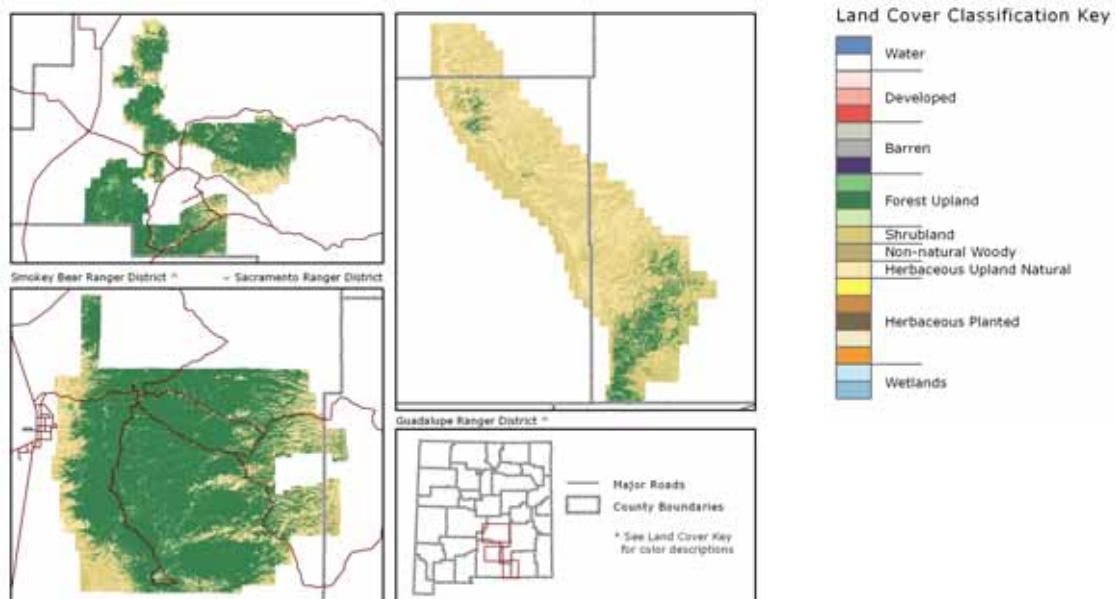 Land Cover Classification Key
Water
Developed
Barren
Forest Upland
Shrubland
Non-natural Woody
Herbaceous Upland Natural
Herbaceous Planted
Wetlands
Smokey Bear Ranger District ^
~ Sacramento Ranger District
Guadalupe Ranger District ^
Major Roads
County Boundaries
* See Land Cover Key
for color descriptions